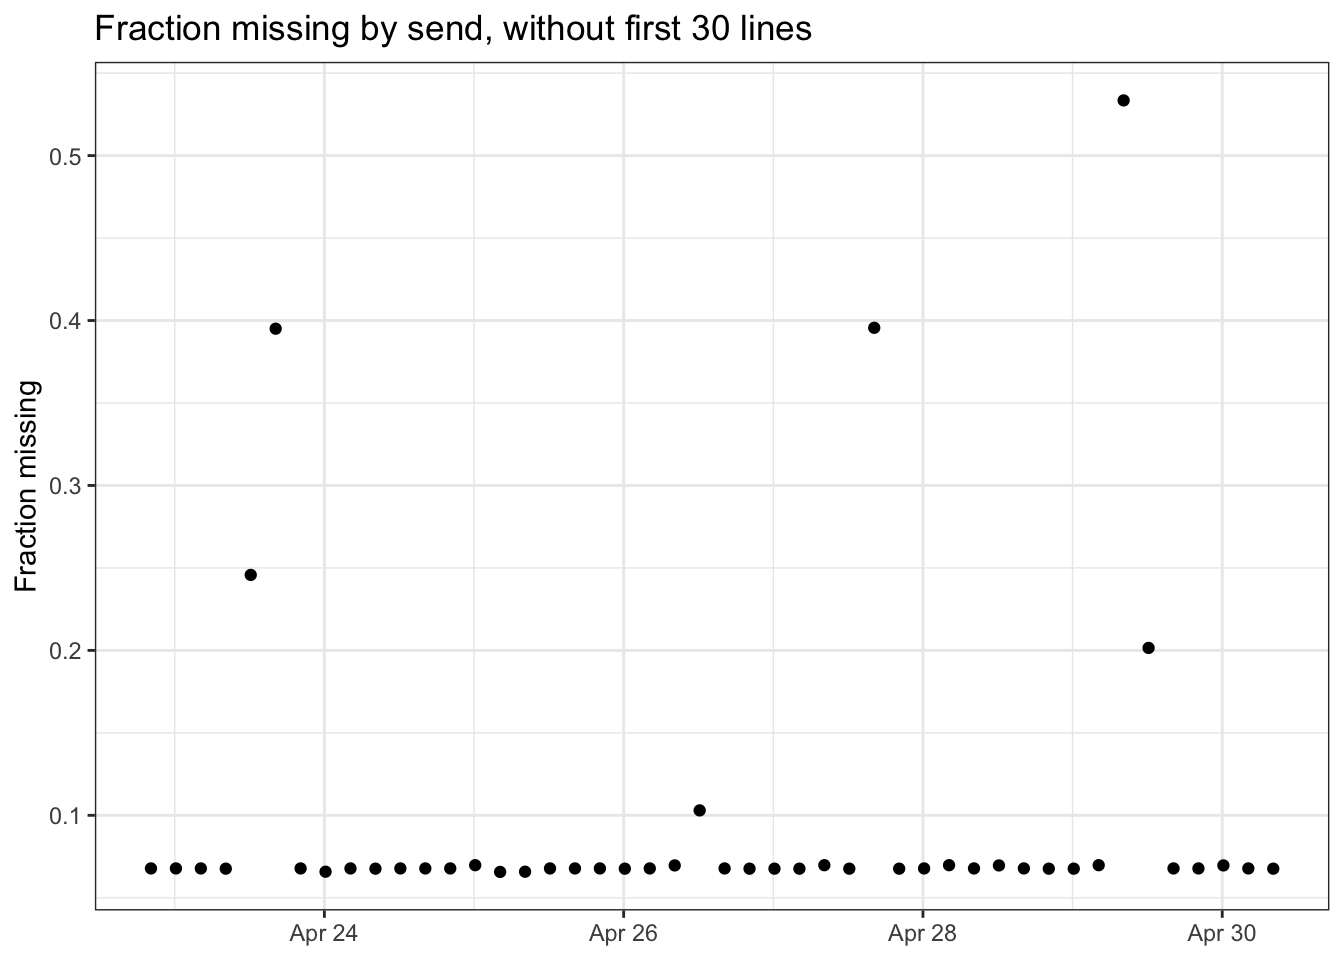 Fraction missing by send, without first 30 lines
Fraction missing
0.5
0.4
0.3
0.2
0.1
Apr 24
Apr 26
Apr 28
Apr 30